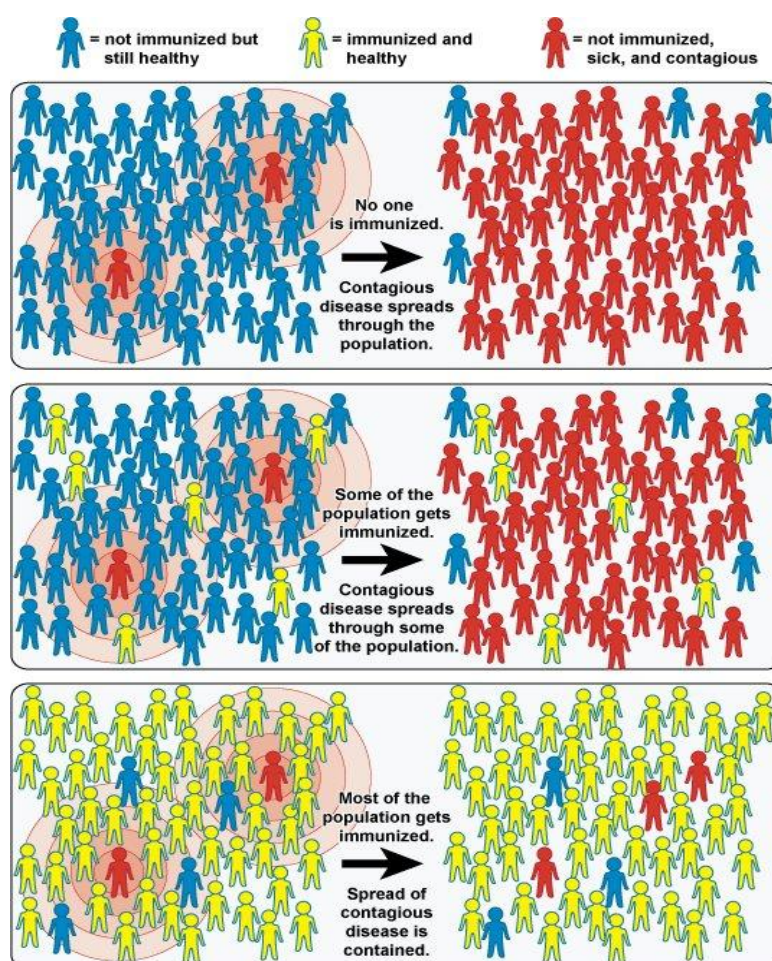 = not immunized but
still healthy
= immunized and
healthy
= not immunized,
sick, and contagious
No one
is immunized.
Contagious
disease spreads
through the
population.
Some of the
population gets
immunized.
Contagious
disease spreads
through some
of the population.
Most of the
population gets
immunized.
Spread of
contagious
disease is
contained.